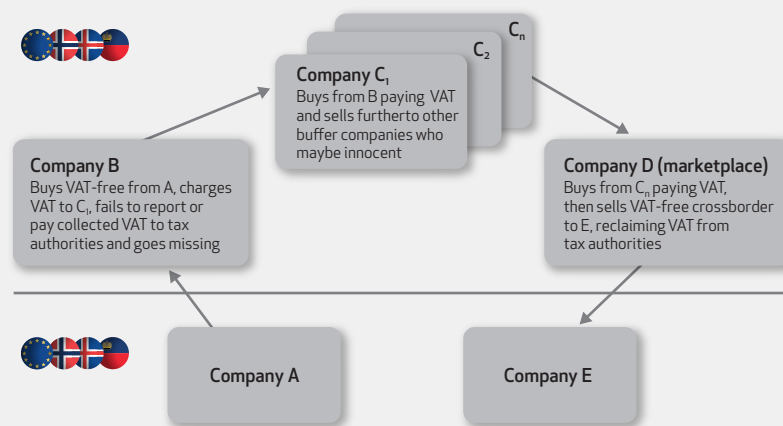 Cₙ
C₂
Company C₁
Buys from B paying VAT
and sells furtherto other
buffer companies who
maybe innocent
Company B
Buys VAT-free from A, charges
VAT to C₁, fails to report or
pay collected VAT to tax
authorities and goes missing
Company D (marketplace)
Buys from Cₙ paying VAT,
then sells VAT-free crossborder
to E, reclaiming VAT from
tax authorities
Company A
Company E